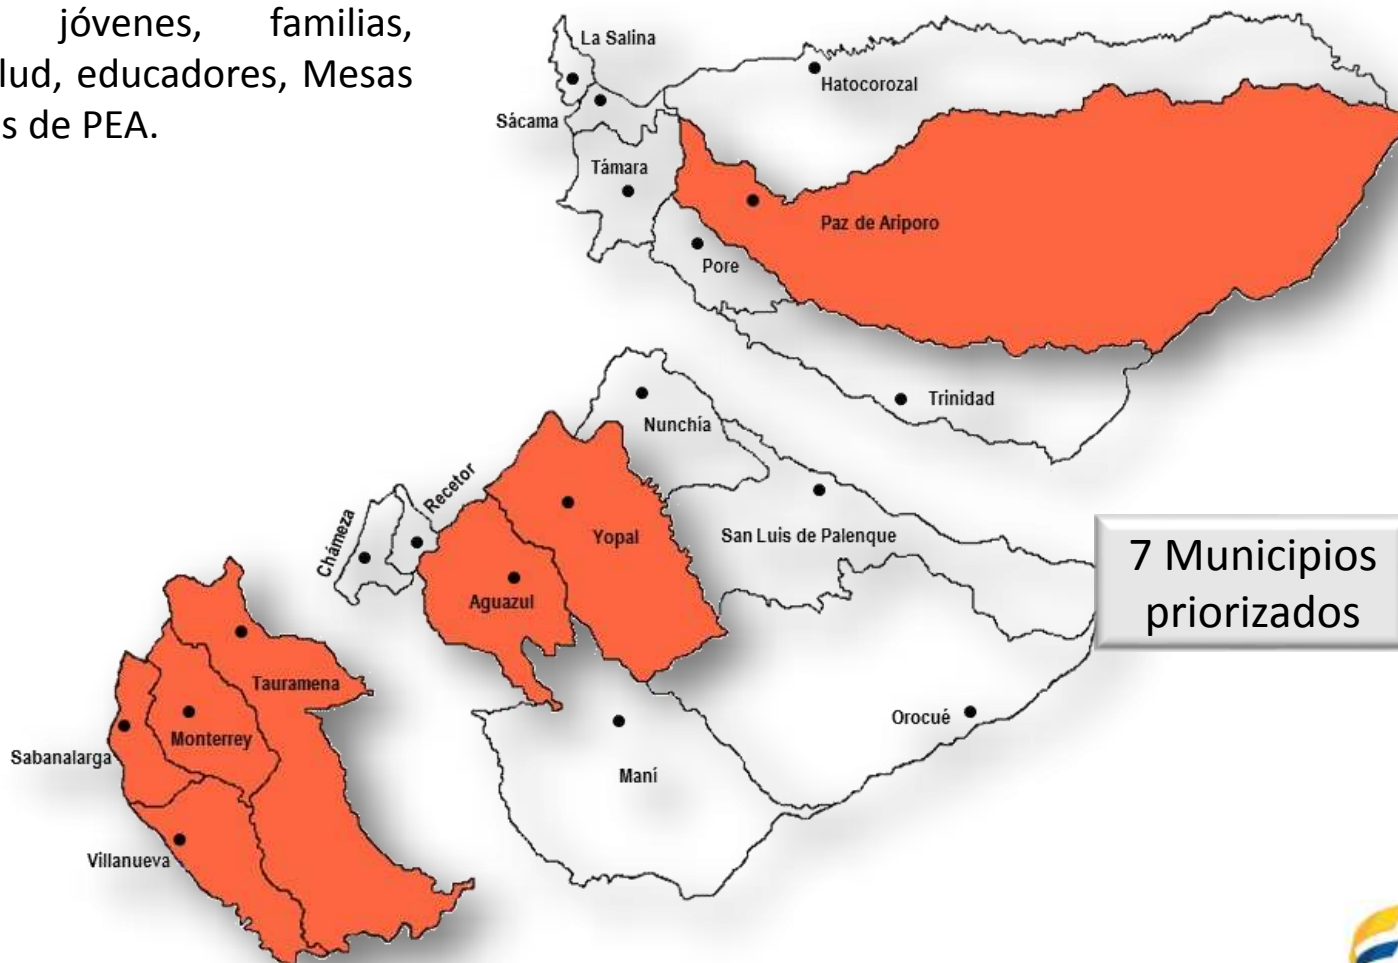 jóvenes, familias,
lud, educadores, Mesas
s de PEA.
La Salina
Hatocorozal
Sácama
Támara
Paz de Ariporo
Pore
Trinidad
Nunchía
Recetor
Chámeza
Yopal
San Luis de Palenque
7 Municipios
priorizados
Aguazul
Tauramena
Monterrey
Orocué
Sabanalarga
Maní
Villanueva